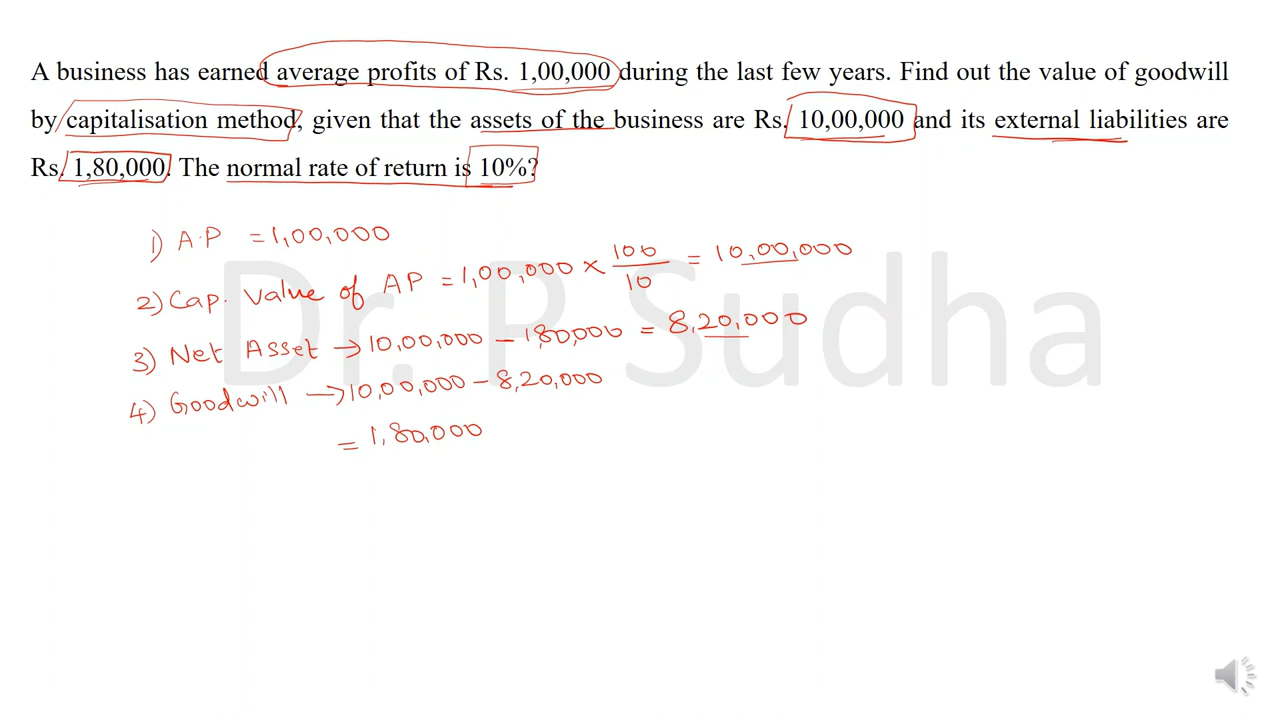 A business has earned average profits of Rs. 1,00,000 during the last few years. Find out the value of goodwill
by capitalisation method, given that the assets of the business are Rs. 10,00,000 and its external liabilities are
Rs. 1,80,000. The normal rate of return is 10%?
1) A.P = 1,00,000
2) Cap. Value of AP = 1,00,000 × 100/10 = 10,00,000
3) Net Asset → 10,00,000 – 1,80,000 = 8,20,000
4) Goodwill → 10,00,000 – 8,20,000
= 1,80,000
Dr. P Sudha